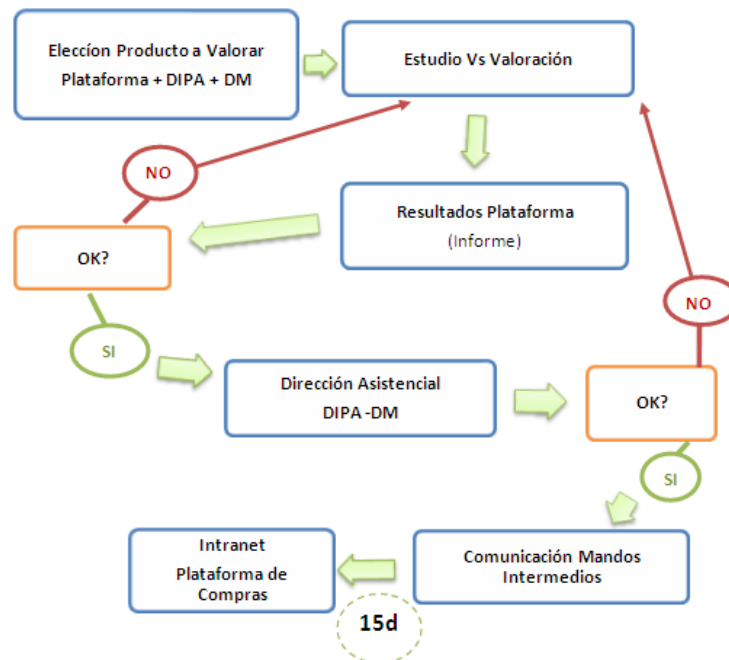 Eleccíon Producto a Valorar
Plataforma + DIPA + DM
Estudio Vs Valoración
NO
Resultados Plataforma
(Informe)
OK?
NO
SI
Dirección Asistencial
DIPA -DM
OK?
SI
Intranet
Plataforma de
Compras
Comunicación Mandos
Intermedios
15d